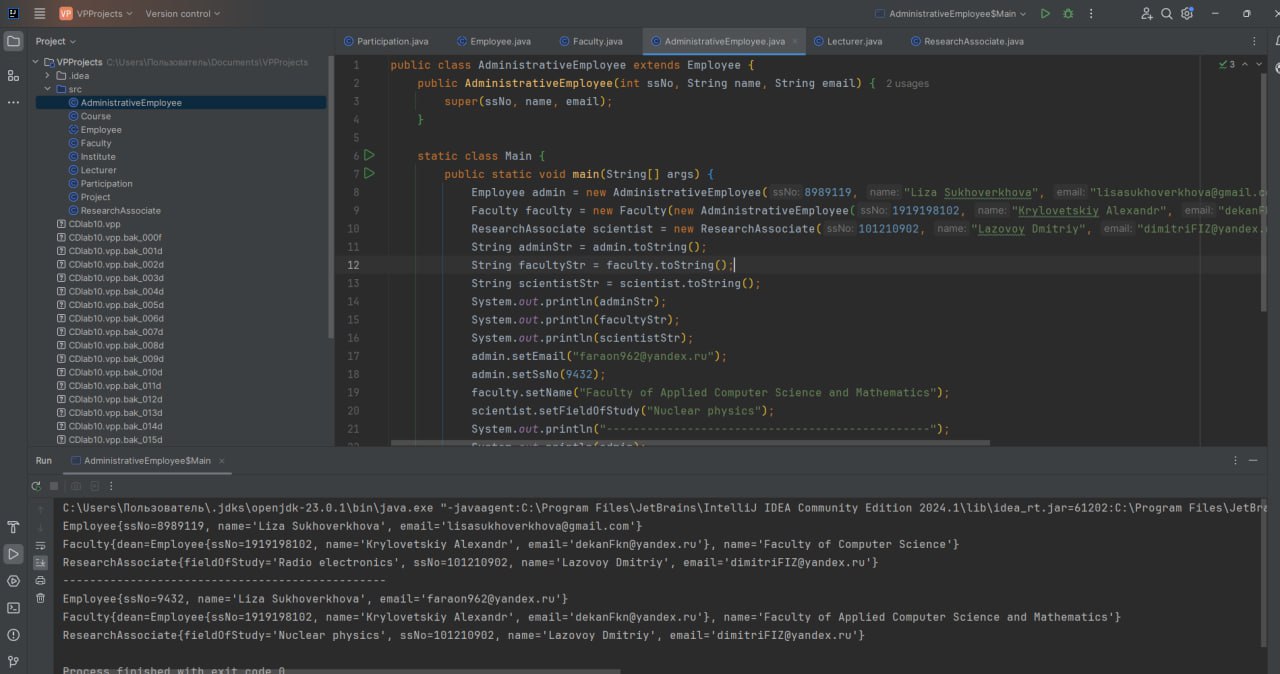 VP VPProjects Version control AdministrativeEmployee$Main
Project
Participation.java Employee.java Faculty.java AdministrativeEmployee.java Lecturer.java ResearchAssociate.java
VPProjects C:\Users\Пользователь\Documents\VPProjects
.idea
src
AdministrativeEmployee
Course
Employee
Faculty
Institute
Lecturer
Participation
Project
ResearchAssociate
CDlab10.vpp
CDlab10.vpp.bak_000f
CDlab10.vpp.bak_001d
CDlab10.vpp.bak_002d
CDlab10.vpp.bak_003d
CDlab10.vpp.bak_004d
CDlab10.vpp.bak_005d
CDlab10.vpp.bak_006d
CDlab10.vpp.bak_007d
CDlab10.vpp.bak_008d
CDlab10.vpp.bak_009d
CDlab10.vpp.bak_010d
CDlab10.vpp.bak_011d
CDlab10.vpp.bak_012d
CDlab10.vpp.bak_013d
CDlab10.vpp.bak_014d
CDlab10.vpp.bak_015d
3
1 public class AdministrativeEmployee extends Employee {
2 public AdministrativeEmployee(int ssNo, String name, String email) { 2 usages
3 super(ssNo, name, email);
4 }
5
6 static class Main {
7 public static void main(String[] args) {
8 Employee admin = new AdministrativeEmployee( ssNo: 8989119, name: "Liza Sukhoverkhova", email: "lisasukhoverkhova@gmail.co
9 Faculty faculty = new Faculty(new AdministrativeEmployee( ssNo: 1919198102, name: "Krylovetskiy Alexandr", email: "dekanF
10 ResearchAssociate scientist = new ResearchAssociate( ssNo: 101210902, name: "Lazovoy Dmitriy", email: "dimitriFIZ@yandex.
11 String adminStr = admin.toString();
12 String facultyStr = faculty.toString();
13 String scientistStr = scientist.toString();
14 System.out.println(adminStr);
15 System.out.println(facultyStr);
16 System.out.println(scientistStr);
17 admin.setEmail("faraon962@yandex.ru");
18 admin.setSsNo(9432);
19 faculty.setName("Faculty of Applied Computer Science and Mathematics");
20 scientist.setFieldOfStudy("Nuclear physics");
21 System.out.println("------------------------------------------------");
Run AdministrativeEmployee$Main
C:\Users\Пользователь\.jdks\openjdk-23.0.1\bin\java.exe "-javaagent:C:\Program Files\JetBrains\IntelliJ IDEA Community Edition 2024.1\lib\idea_rt.jar=61202:C:\Program Files\JetBra
Employee{ssNo=8989119, name='Liza Sukhoverkhova', email='lisasukhoverkhova@gmail.com'}
Faculty{dean=Employee{ssNo=1919198102, name='Krylovetskiy Alexandr', email='dekanFkn@yandex.ru'}, name='Faculty of Computer Science'}
ResearchAssociate{fieldOfStudy='Radio electronics', ssNo=101210902, name='Lazovoy Dmitriy', email='dimitriFIZ@yandex.ru'}
------------------------------------------------
Employee{ssNo=9432, name='Liza Sukhoverkhova', email='faraon962@yandex.ru'}
Faculty{dean=Employee{ssNo=1919198102, name='Krylovetskiy Alexandr', email='dekanFkn@yandex.ru'}, name='Faculty of Applied Computer Science and Mathematics'}
ResearchAssociate{fieldOfStudy='Nuclear physics', ssNo=101210902, name='Lazovoy Dmitriy', email='dimitriFIZ@yandex.ru'}
Process finished with exit code 0